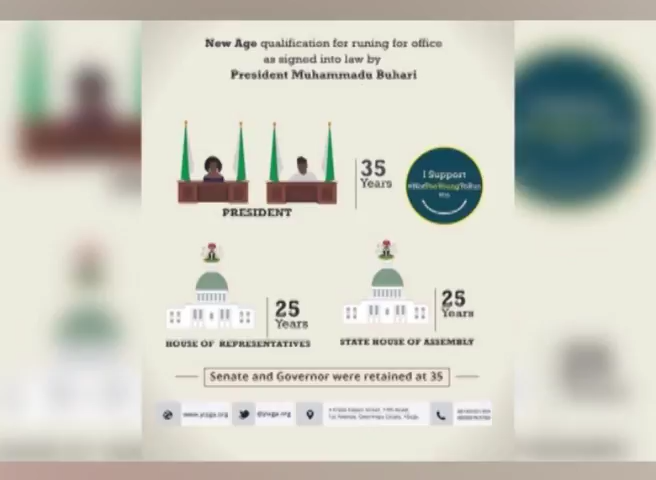 New Age qualification for runing for office
as signed into law by
President Muhammadu Buhari
35
Years
I Support
#NotTooYoungToRun
PRESIDENT
25
Years
HOUSE OF REPRESENTATIVES
25
Years
STATE HOUSE OF ASSEMBLY
Senate and Governor were retained at 35
www.yiaga.org
@yiaga.org